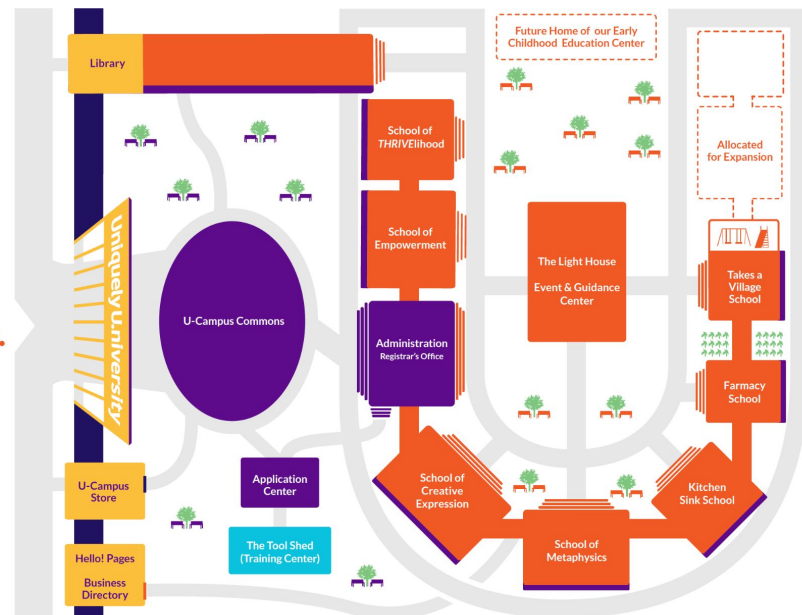 Future Home of our Early
Childhood Education Center
Library
School of
THRIVElihood
Allocated
for Expansion
School of
Empowerment
Uniquely U.niversity
The Light House
Event & Guidance
Center
Takes a
Village
School
U-Campus Commons
Administration
Registrar's Office
Farmacy
School
U-Campus
Store
Application
Center
School of
Creative
Expression
Kitchen
Sink School
The Tool Shed
(Training Center)
School of
Metaphysics
Hello! Pages
Business
Directory